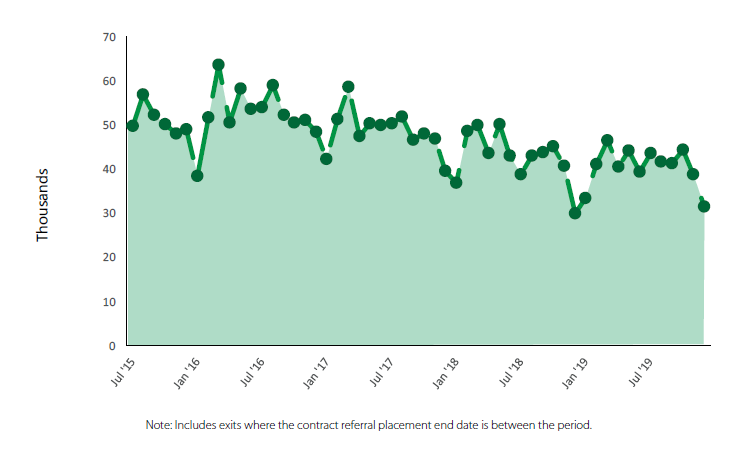 70
60
50
40
30
20
10
0
Thousands
Jul '15
Jan '16
Jul '16
Jan '17
Jul '17
Jan '18
Jul '18
Jan '19
Jul '19
Note: Includes exits where the contract referral placement end date is between the period.